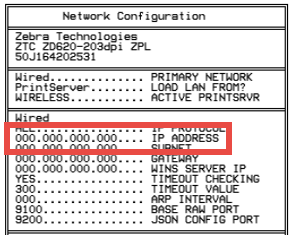 Network Configuration
Zebra Technologies
ZTC ZD620-203dpi ZPL
50J164202531
Wired.............. PRIMARY NETWORK
PrintServer........ LOAD LAN FROM?
WIRELESS........... ACTIVE PRINTSRVR
Wired
ALL................ IP PROTOCOL
000.000.000.000.... IP ADDRESS
000.000.000.000.... SUBNET
000.000.000.000.... GATEWAY
000.000.000.000.... WINS SERVER IP
YES................ TIMEOUT CHECKING
300................ TIMEOUT VALUE
000................ ARP INTERVAL
9100............... BASE RAW PORT
9200............... JSON CONFIG PORT